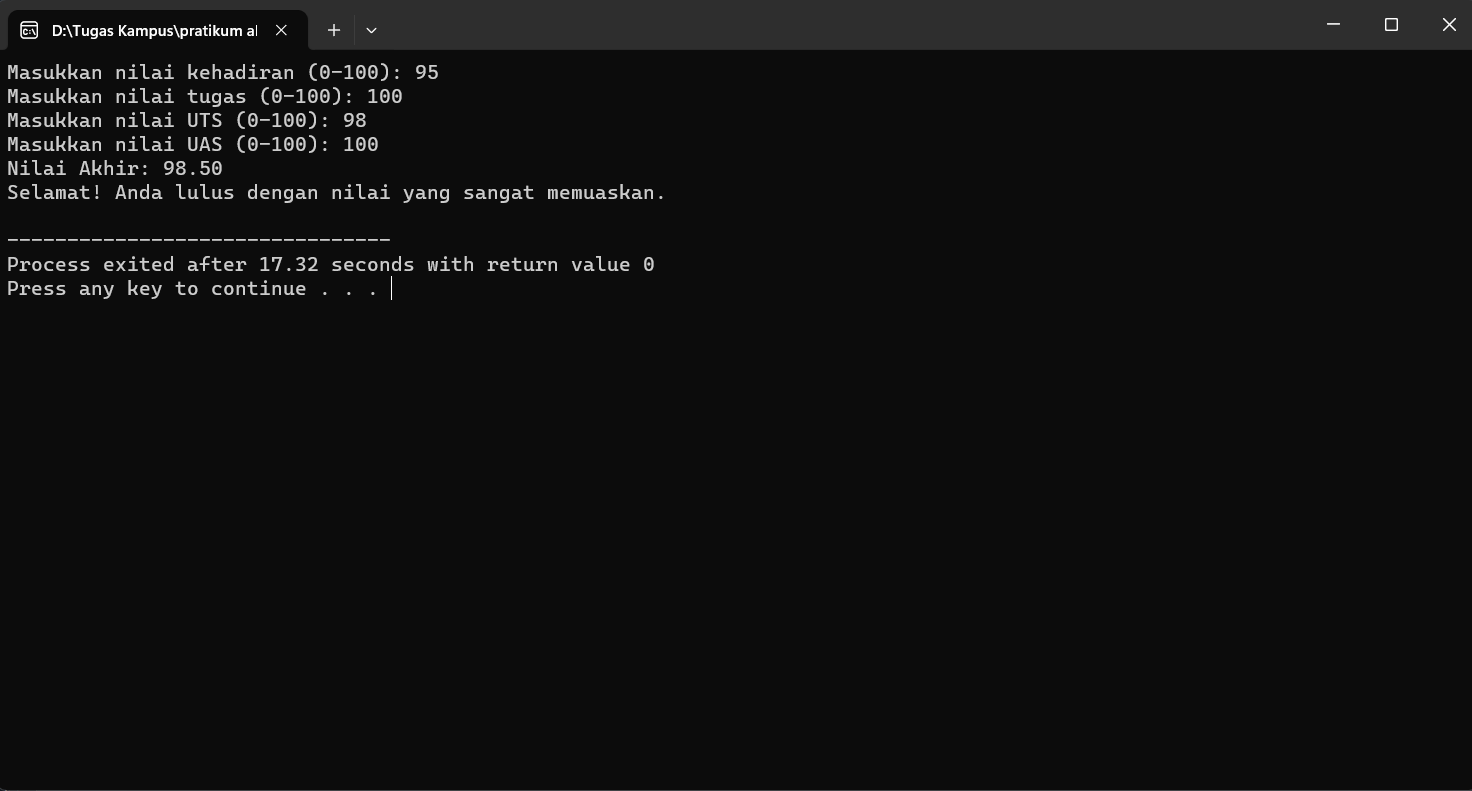 D:\Tugas Kampus\pratikum al
Masukkan nilai kehadiran (0-100): 95
Masukkan nilai tugas (0-100): 100
Masukkan nilai UTS (0-100): 98
Masukkan nilai UAS (0-100): 100
Nilai Akhir: 98.50
Selamat! Anda lulus dengan nilai yang sangat memuaskan.
--------------------------------
Process exited after 17.32 seconds with return value 0
Press any key to continue . . .